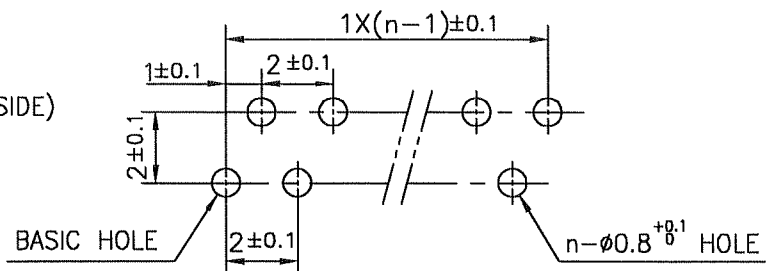 1X(n-1)±0.1
1±0.1
2±0.1
SIDE)
2±0.1
BASIC HOLE
2±0.1
n-ø0.8 +0.1 0 HOLE